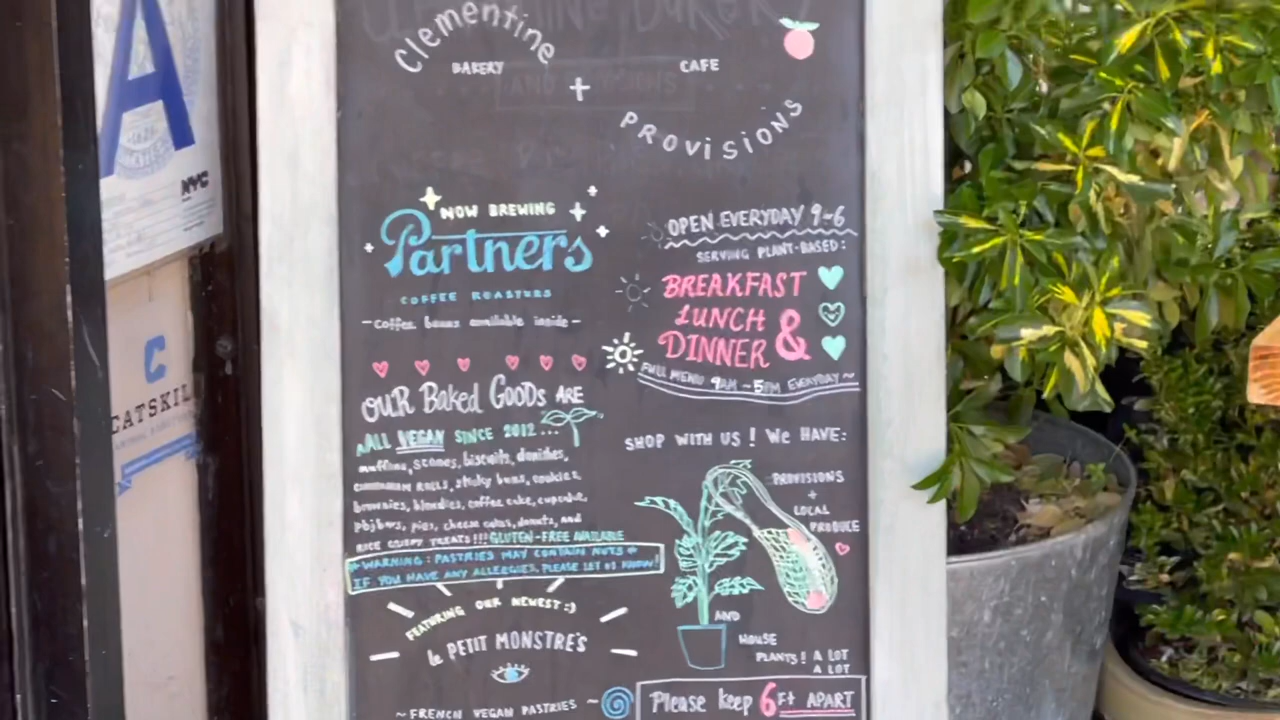 A
NYC
C
CATSKIL
Clementine
BAKERY
CAFE
+
PROVISIONS
NOW BREWING
Partners
COFFEE ROASTERS
-Coffee beans available inside-
OUR Baked GOODS ARE
ALL VEGAN SINCE 2012...
muffins, scones, biscuits, danishes,
CINNAMON ROLLS, sticky buns, cookies,
brownies, blondies, coffee cake, cupcake,
pbj bars, pies, cheese cakes, donuts, and
RICE CRISPY TREATS!!! GLUTEN-FREE AVAILABLE
*WARNING: PASTRIES MAY CONTAIN NUTS*
IF YOU HAVE ANY ALLERGIES, PLEASE LET US KNOW!
FEATURING OUR NEWEST :)
le PETIT MONSTRE'S
~FRENCH VEGAN PASTRIES~
OPEN EVERYDAY 9-6
SERVING PLANT-BASED:
BREAKFAST
LUNCH &
DINNER
FULL MENU 9AM-5PM EVERYDAY~
SHOP WITH US! We HAVE:
PROVISIONS
+
LOCAL
PRODUCE
AND
HOUSE
PLANTS! A LOT
A LOT
Please keep 6Ft APART